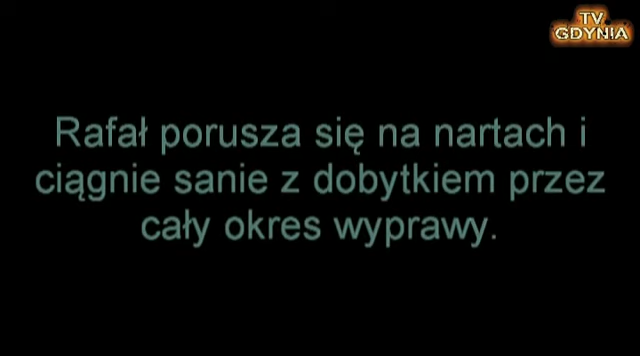 TV
GDYNIA
Rafał porusza się na nartach i
ciągnie sanie z dobytkiem przez
cały okres wyprawy.